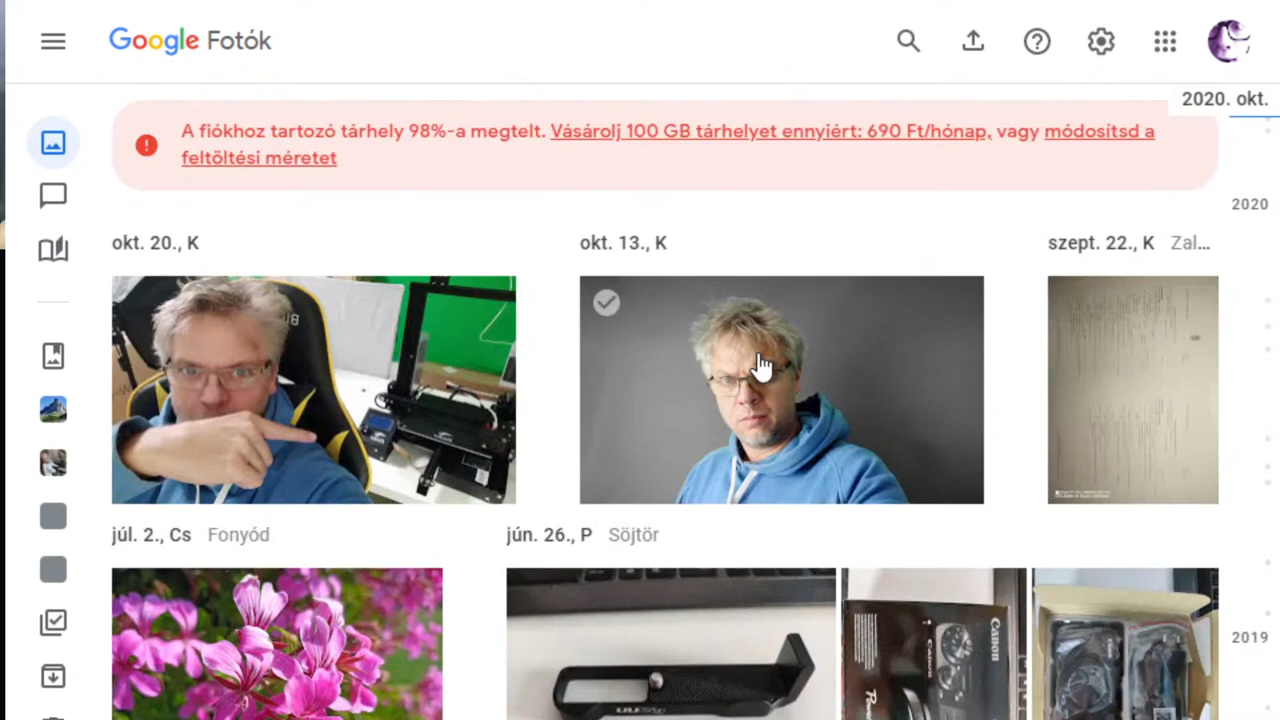 Google Fotók
2020. okt.
A fiókhoz tartozó tárhely 98%-a megtelt. Vásárolj 100 GB tárhelyet ennyiért: 690 Ft/hónap, vagy módosítsd a
feltöltési méretet
2020
okt. 20., K
okt. 13., K
szept. 22., K Zal...
júl. 2., Cs Fonyód
jún. 26., P Söjtör
Canon
Canon
2019